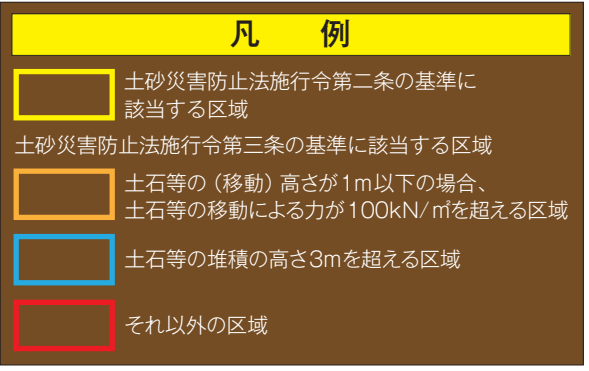 凡　例
土砂災害防止法施行令第二条の基準に
該当する区域
土砂災害防止法施行令第三条の基準に該当する区域
土石等の（移動）高さが1m以下の場合、
土石等の移動による力が100kN/㎡を超える区域
土石等の堆積の高さ3mを超える区域
それ以外の区域